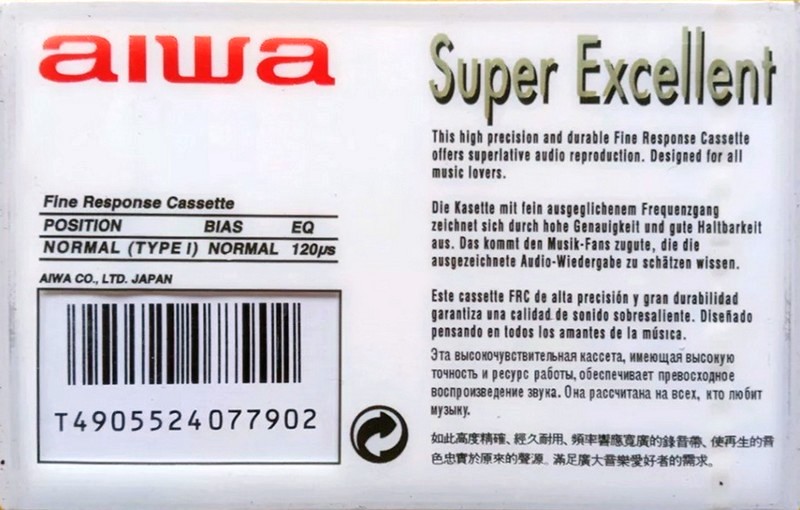 aiwa
Super Excellent
This high precision and durable Fine Response Cassette
offers superlative audio reproduction. Designed for all
music lovers.
Fine Response Cassette
POSITION BIAS EQ
NORMAL (TYPE I) NORMAL 120µs
AIWA CO., LTD. JAPAN
T4905524077902
Die Kasette mit fein ausgeglichenem Frequenzgang
zeichnet sich durch hohe Genauigkeit und gute Haltbarkeit
aus. Das kommt den Musik-Fans zugute, die die
ausgezeichnete Audio-Wiedergabe zu schätzen wissen.
Este cassette FRC de alta precisión y gran durabilidad
garantiza una calidad de sonido sobresaliente. Diseñado
pensando en todos los amantes de la música.
Эта высокочувствительная кассета, имеющая высокую
точность и ресурс работы, обеспечивает превосходное
воспроизведение звука. Она рассчитана на всех, кто любит
музыку.
如此高度精確、經久耐用、頻率響應寬廣的錄音帶、使再生的音
色忠實於原來的聲源。滿足廣大音樂愛好者的需求。